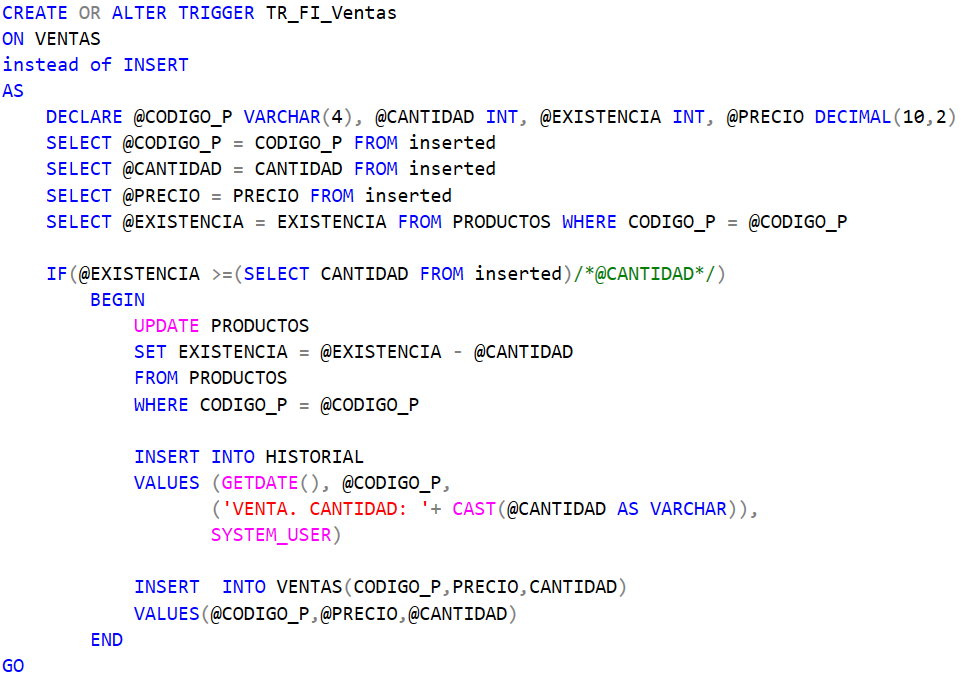 CREATE OR ALTER TRIGGER TR_FI_Ventas
ON VENTAS
instead of INSERT
AS
    DECLARE @CODIGO_P VARCHAR(4), @CANTIDAD INT, @EXISTENCIA INT, @PRECIO DECIMAL(10,2)
    SELECT @CODIGO_P = CODIGO_P FROM inserted
    SELECT @CANTIDAD = CANTIDAD FROM inserted
    SELECT @PRECIO = PRECIO FROM inserted
    SELECT @EXISTENCIA = EXISTENCIA FROM PRODUCTOS WHERE CODIGO_P = @CODIGO_P

    IF(@EXISTENCIA >=(SELECT CANTIDAD FROM inserted)/*@CANTIDAD*/)
        BEGIN
            UPDATE PRODUCTOS
            SET EXISTENCIA = @EXISTENCIA - @CANTIDAD
            FROM PRODUCTOS
            WHERE CODIGO_P = @CODIGO_P

            INSERT INTO HISTORIAL
            VALUES (GETDATE(), @CODIGO_P,
                   ('VENTA. CANTIDAD: '+ CAST(@CANTIDAD AS VARCHAR)),
                   SYSTEM_USER)

            INSERT  INTO VENTAS(CODIGO_P,PRECIO,CANTIDAD)
            VALUES(@CODIGO_P,@PRECIO,@CANTIDAD)
        END
GO